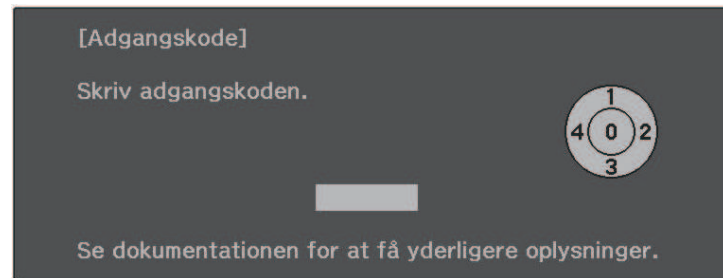 [Adgangskode]
Skriv adgangskoden.
1
4 0 2
3
Se dokumentationen for at få yderligere oplysninger.